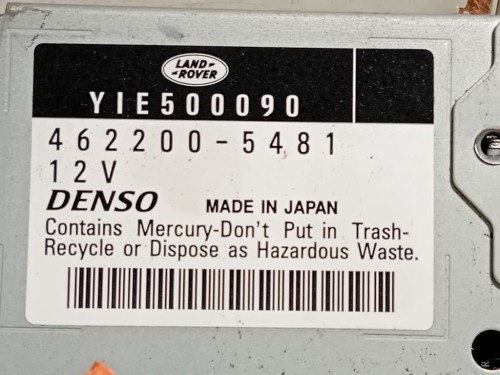 LAND-
-ROVER
YIE500090
462200-5481
12V
DENSO MADE IN JAPAN
Contains Mercury-Don't Put in Trash-
Recycle or Dispose as Hazardous Waste.
R